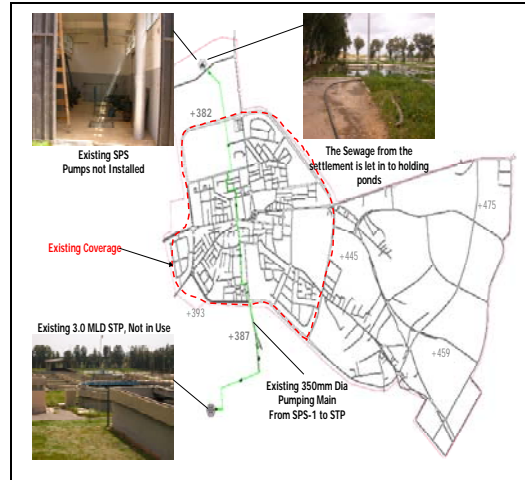 +382
Existing SPS
Pumps not Installed
The Sewage from the
settlement is let in to holding
ponds
+475
Existing Coverage
+445
+393
Existing 3.0 MLD STP, Not in Use
+387
+459
Existing 350mm Dia
Pumping Main
From SPS-1 to STP